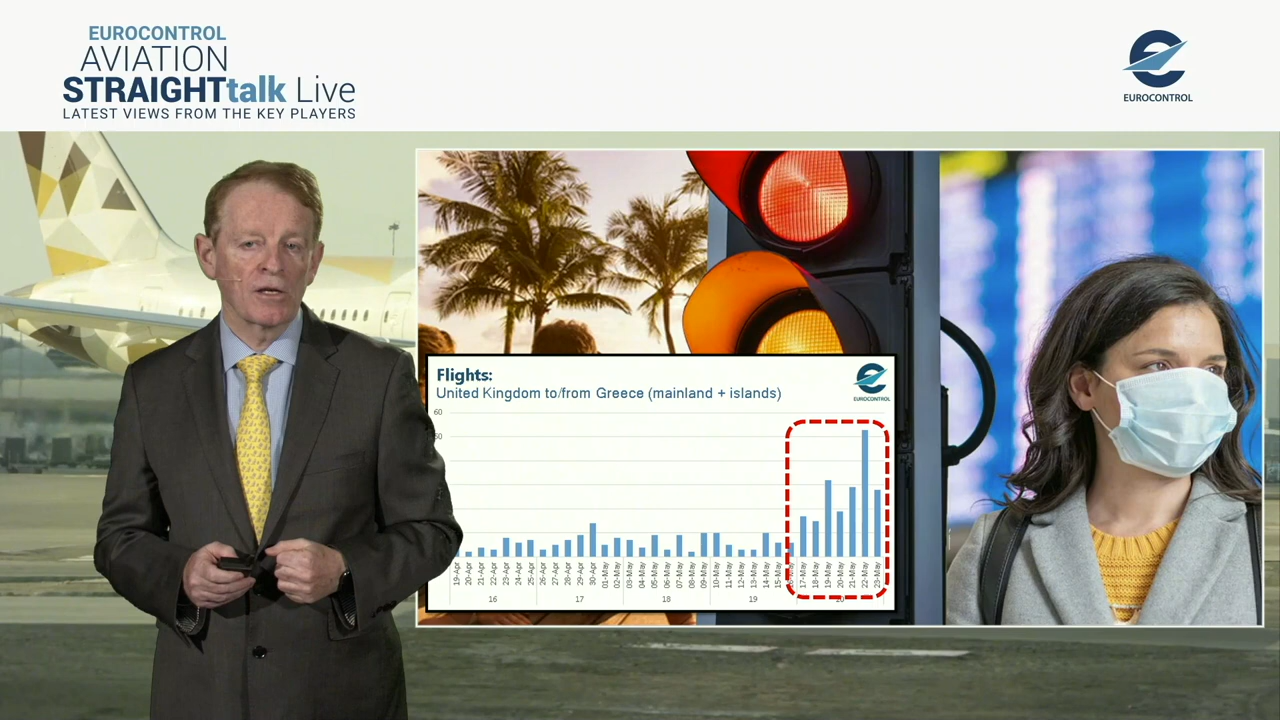 EUROCONTROL
AVIATION
STRAIGHTtalk Live
LATEST VIEWS FROM THE KEY PLAYERS
EUROCONTROL
Flights:
United Kingdom to/from Greece (mainland + islands)
EUROCONTROL
60
19-Apr 20-Apr 21-Apr 22-Apr 23-Apr 24-Apr 25-Apr 26-Apr 27-Apr 28-Apr 29-Apr 30-Apr 01-May 02-May 03-May 04-May 05-May 06-May 07-May 08-May 09-May 10-May 11-May 12-May 13-May 14-May 15-May 17-May 18-May 19-May 20-May 21-May 22-May 23-May
16 17 18 19